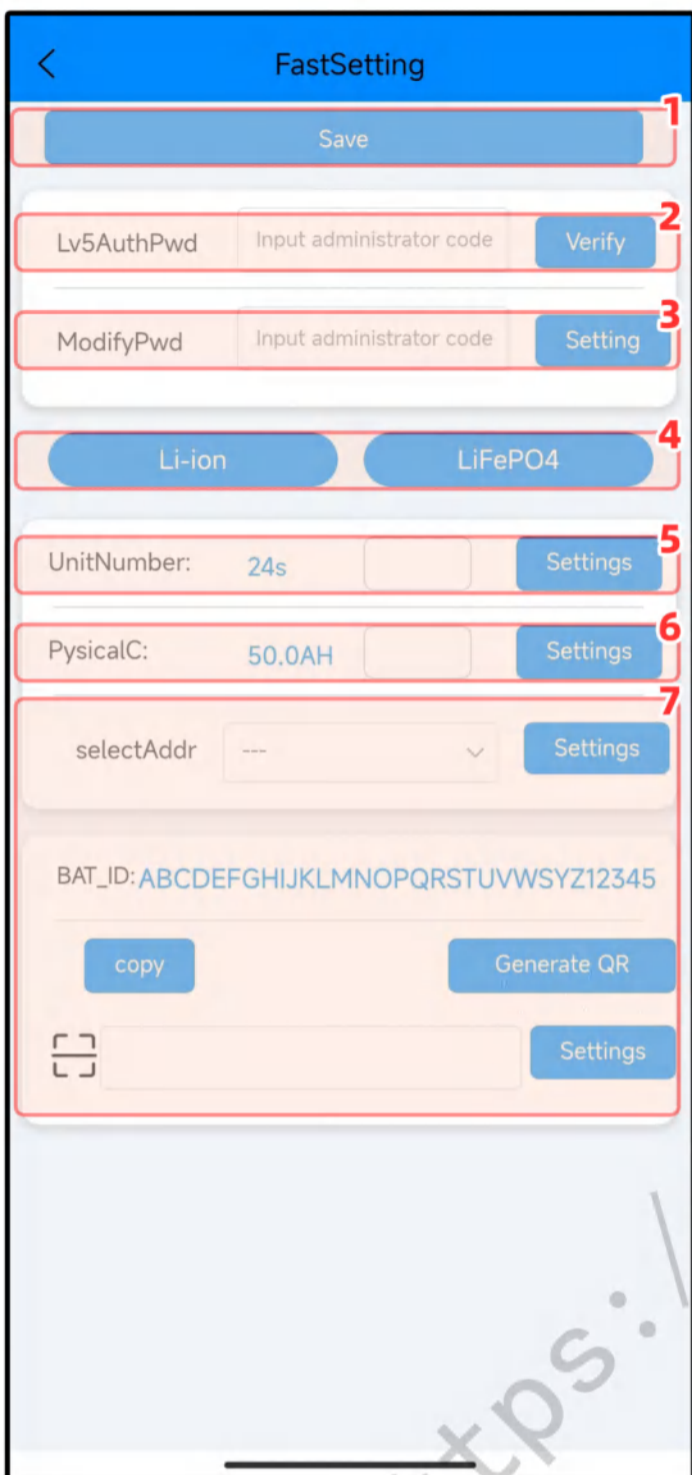 FastSetting
1
Save
2
Lv5AuthPwd Input administrator code Verify
3
ModifyPwd Input administrator code Setting
4
Li-ion LiFePO4
5
UnitNumber: 24s Settings
6
PysicalC: 50.0AH Settings
7
selectAddr --- Settings
BAT_ID: ABCDEFGHIJKLMNOPQRSTUVWSYZ12345
copy Generate QR
Settings
tps:/